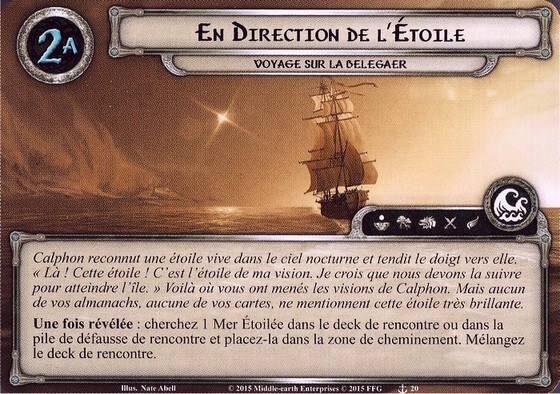 2A
EN DIRECTION DE L'ÉTOILE
VOYAGE SUR LA BELEGAER
Calphon reconnut une étoile vive dans le ciel nocturne et tendit le doigt vers elle.
« Là ! Cette étoile ! C'est l'étoile de ma vision. Je crois que nous devons la suivre
pour atteindre l'île. » Voilà où vous ont menés les visions de Calphon. Mais aucun
de vos almanachs, aucune de vos cartes, ne mentionnent cette étoile très brillante.
Une fois révélée : cherchez 1 Mer Étoilée dans le deck de rencontre ou dans la
pile de défausse de rencontre et placez-la dans la zone de cheminement. Mélangez
le deck de rencontre.
Illus. Nate Abell © 2015 Middle-earth Enterprises © 2015 FFG 20